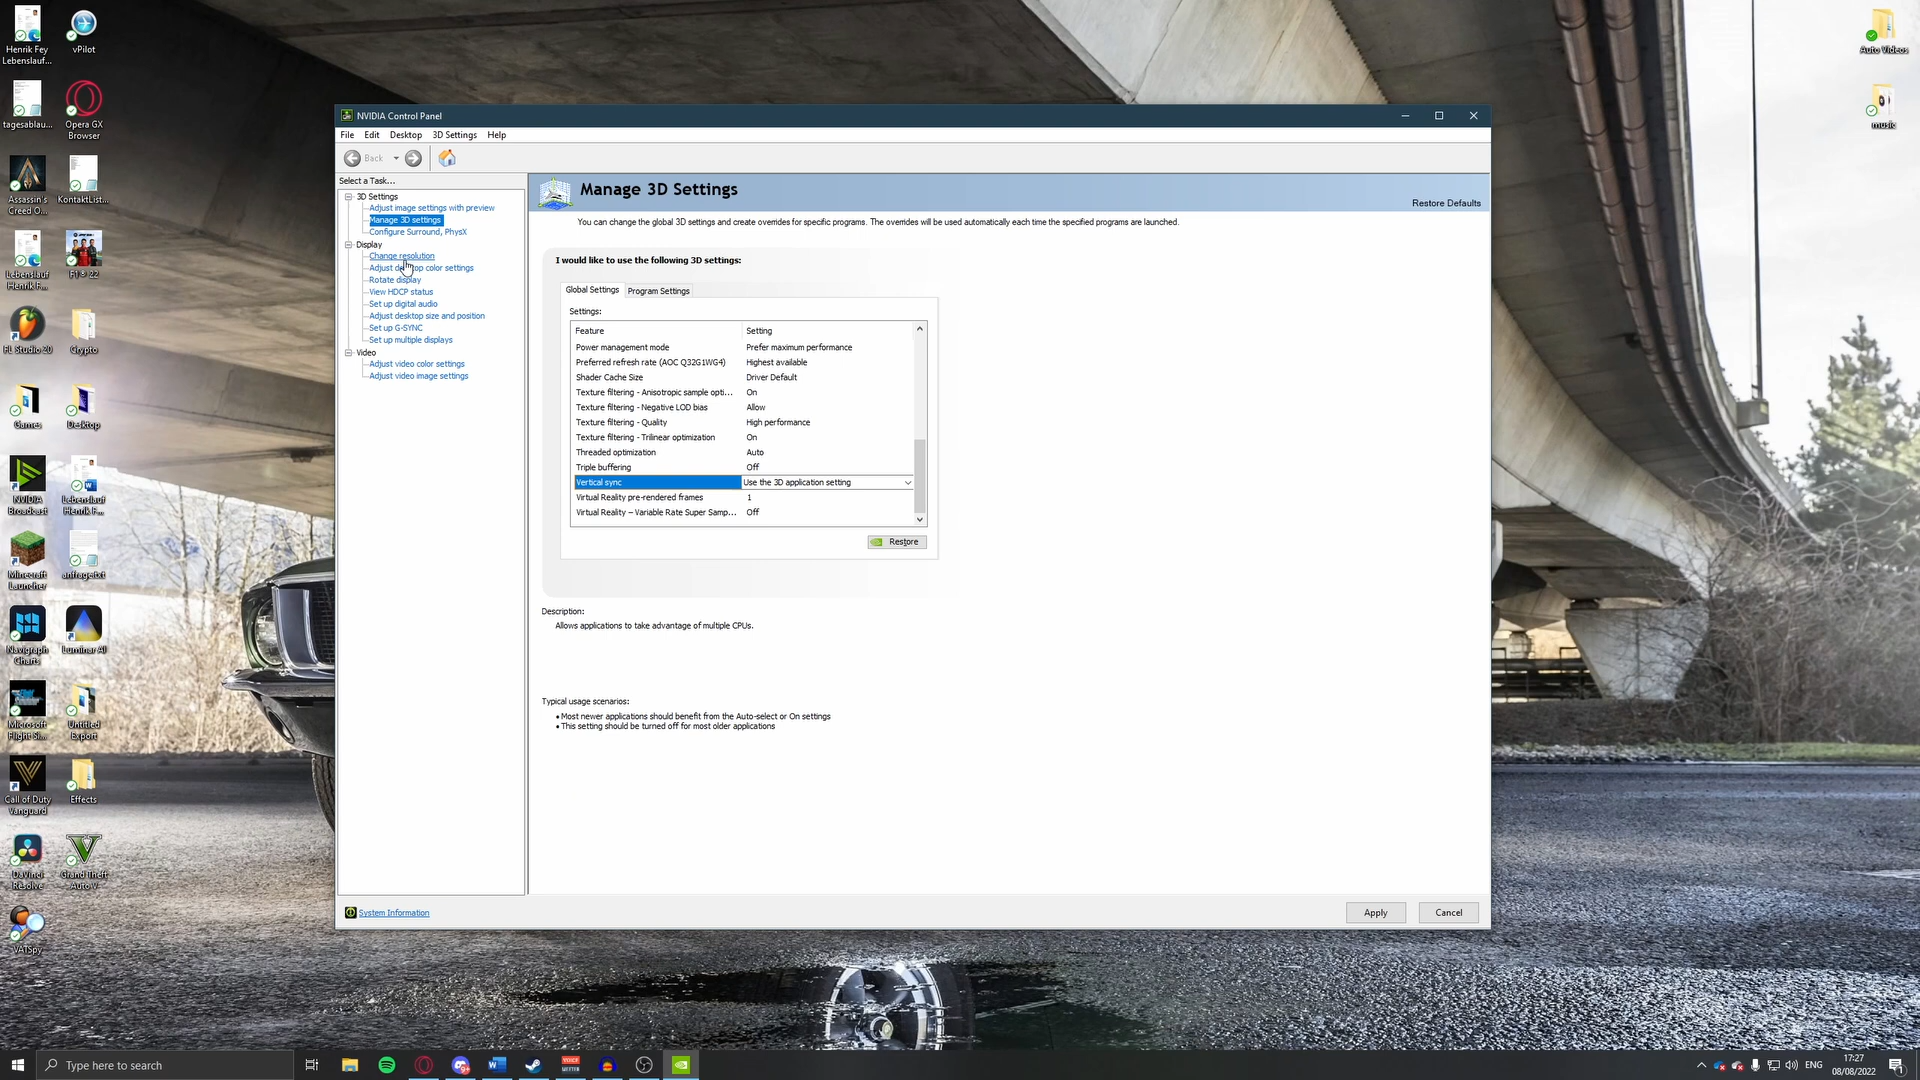 Henrik Fey
Lebenslauf...
vPilot
tagesablau...
Opera GX
Browser
Assassin's
Creed O...
KontaktList...
Lebenslauf
Henrik F...
F1® 22
FL Studio 20
Crypto
Games
Desktop
NVIDIA
Broadcast
Lebenslauf
Henrik F...
Minecraft
Launcher
anfragetxt
Navigraph
Charts
Luminar AI
Microsoft
Flight Si...
Untitled
Export
Call of Duty
Vanguard
Effects
DaVinci
Resolve
Grand Theft
Auto V
VATSpy
Auto Videos
music
NVIDIA Control Panel
File Edit Desktop 3D Settings Help
Back
Select a Task...
3D Settings
Adjust image settings with preview
Manage 3D settings
Configure Surround, PhysX
Display
Change resolution
Adjust desktop color settings
Rotate display
View HDCP status
Set up digital audio
Adjust desktop size and position
Set up G-SYNC
Set up multiple displays
Video
Adjust video color settings
Adjust video image settings
System Information
Manage 3D Settings
Restore Defaults
You can change the global 3D settings and create overrides for specific programs. The overrides will be used automatically each time the specified programs are launched.
I would like to use the following 3D settings:
Global Settings Program Settings
Settings:
Feature Setting
Power management mode Prefer maximum performance
Preferred refresh rate (AOC Q32G1WG4) Highest available
Shader Cache Size Driver Default
Texture filtering - Anisotropic sample opti... On
Texture filtering - Negative LOD bias Allow
Texture filtering - Quality High performance
Texture filtering - Trilinear optimization On
Threaded optimization Auto
Triple buffering Off
Vertical sync Use the 3D application setting
Virtual Reality pre-rendered frames 1
Virtual Reality – Variable Rate Super Samp... Off
Restore
Description:
Allows applications to take advantage of multiple CPUs.
Typical usage scenarios:
• Most newer applications should benefit from the Auto-select or On settings
• This setting should be turned off for most older applications
Apply Cancel
Type here to search
ENG
17:27
08/08/2022